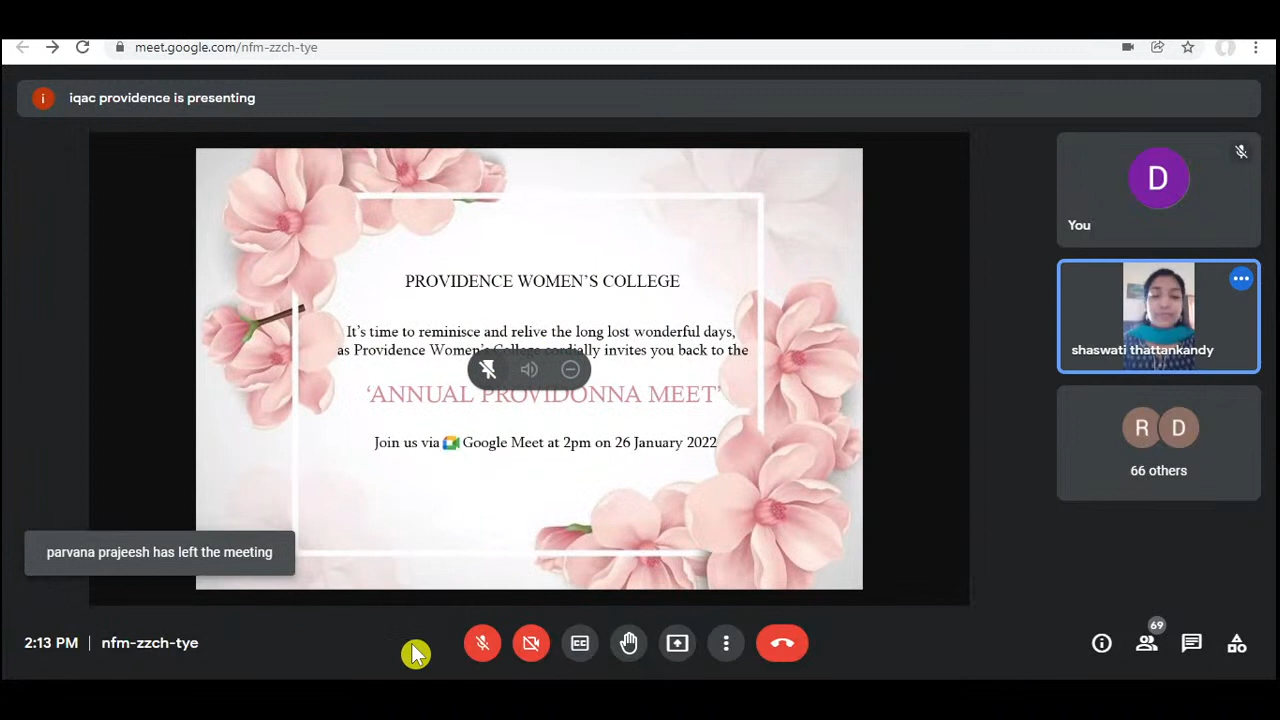 meet.google.com/nfm-zzch-tye
i iqac providence is presenting
PROVIDENCE WOMEN'S COLLEGE
It's time to reminisce and relive the long lost wonderful days,
as Providence Women's College cordially invites you back to the
'ANNUAL PROVIDONNA MEET'
Join us via Google Meet at 2pm on 26 January 2022
D
You
shaswati thattankandy
R D
66 others
parvana prajeesh has left the meeting
2:13 PM | nfm-zzch-tye
CC
69